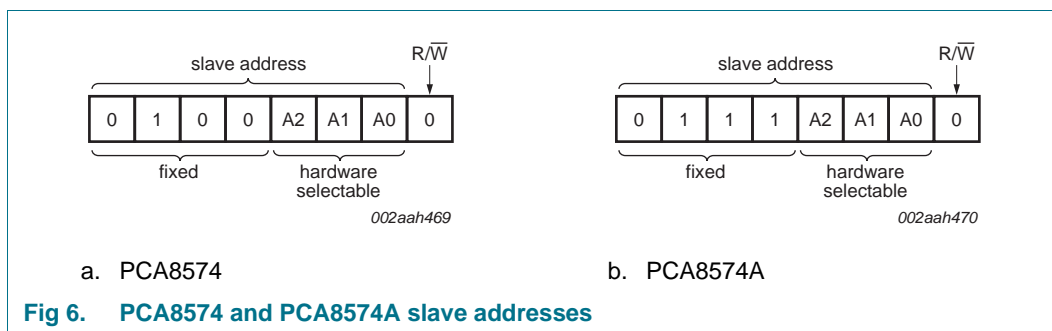 R/W̅
slave address
0 1 0 0 A2 A1 A0 0
fixed
hardware
selectable
002aah469
a. PCA8574
R/W̅
slave address
0 1 1 1 A2 A1 A0 0
fixed
hardware
selectable
002aah470
b. PCA8574A
Fig 6. PCA8574 and PCA8574A slave addresses